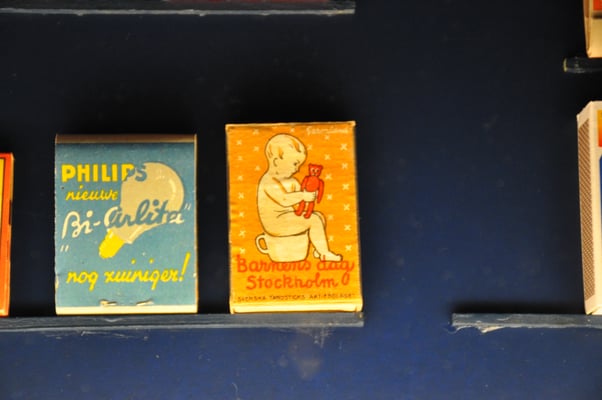 PHILIPS
nieuwe
"Bi-Arlita"
nog zuiniger!
Barnens dag
Stockholm
SVENSKA TÄNDSTICKS AKTIEBOLAGET